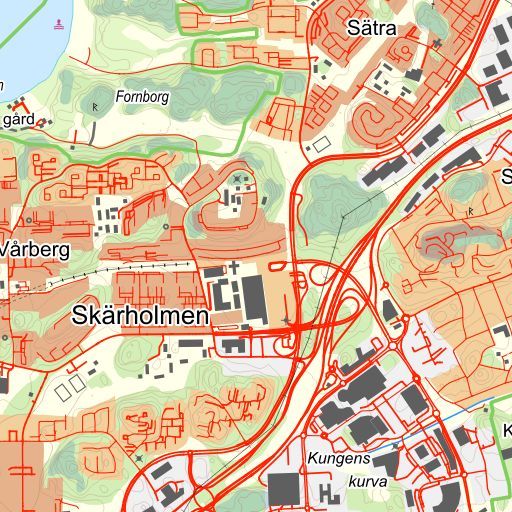 Sätra
Fornborg
n
gård
S
Vårberg
Skärholmen
K
Kungens
kurva